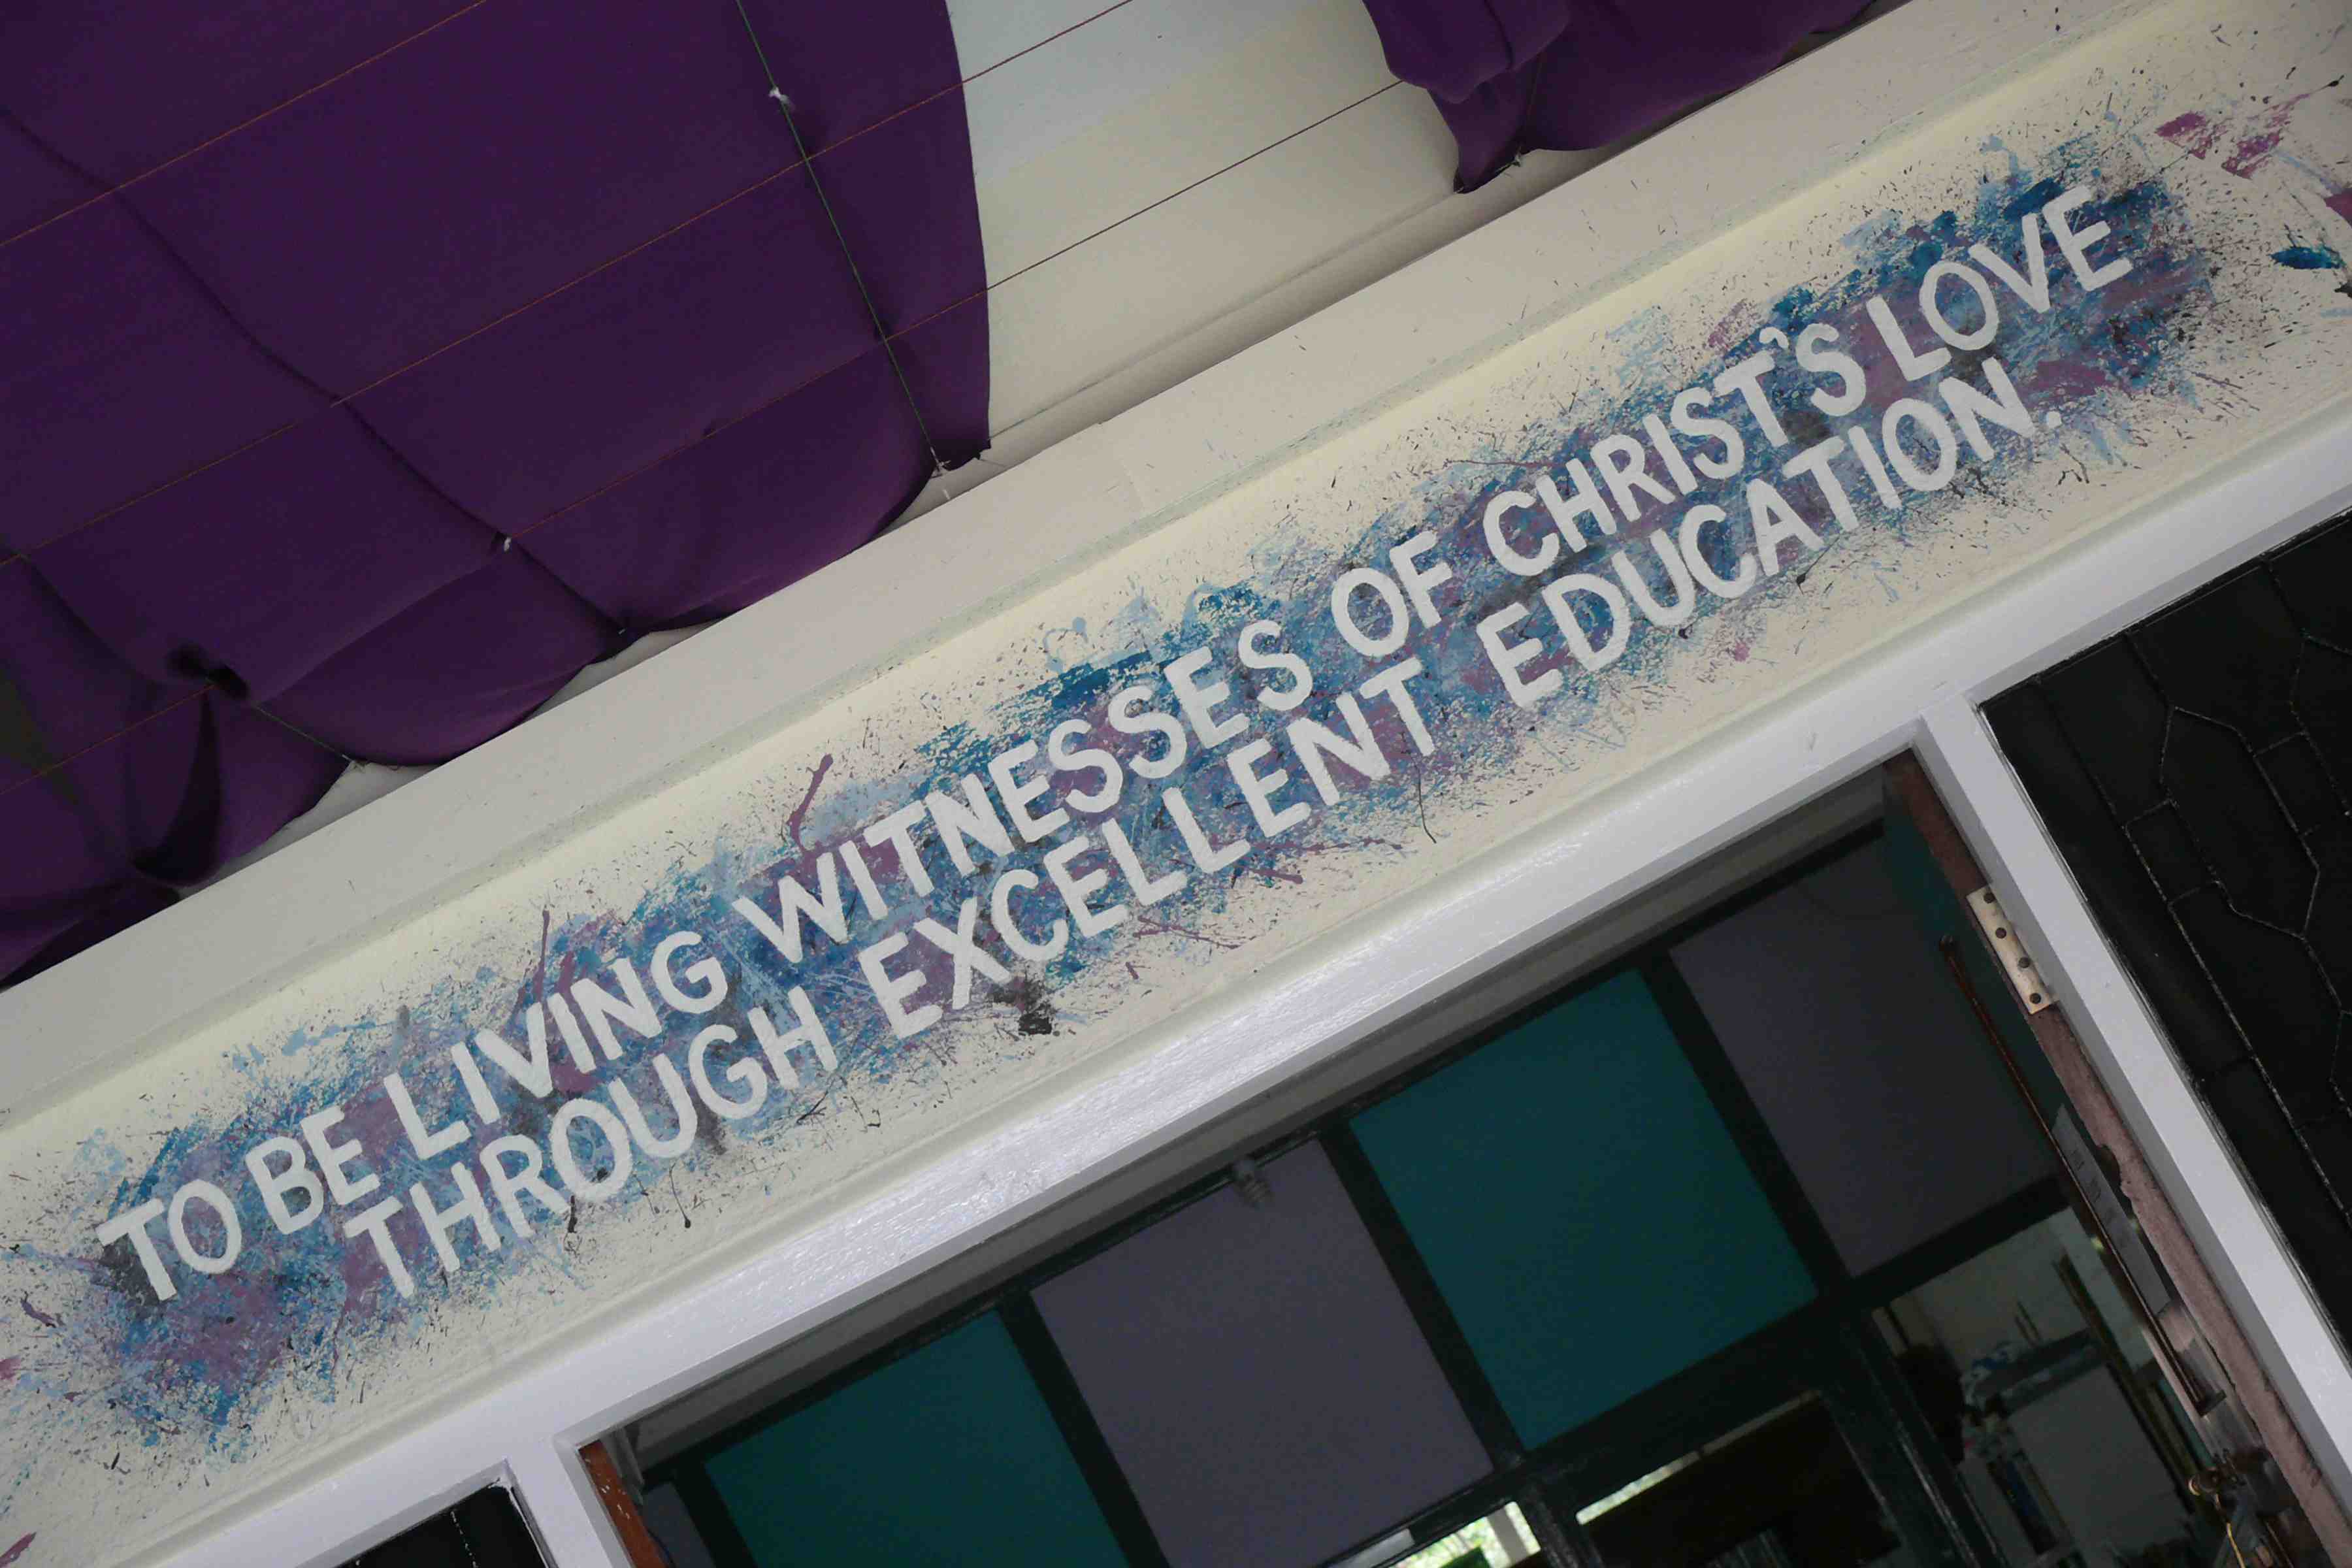 TO BE LIVING WITNESSES OF CHRIST'S LOVE
THROUGH EXCELLENT EDUCATION.